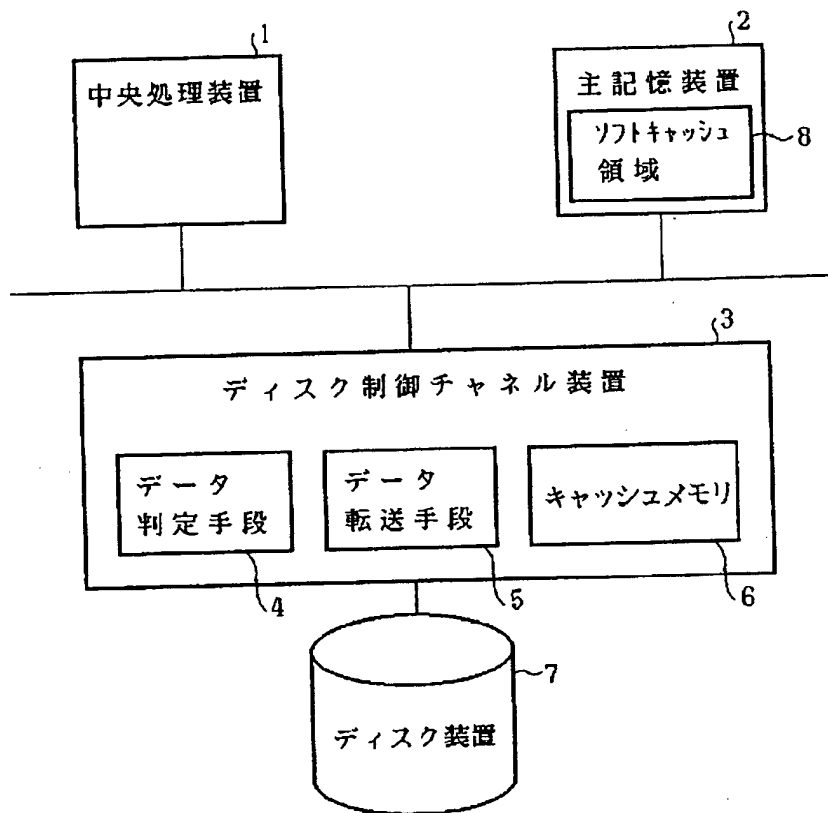 1
中央処理装置
2
主記憶装置
ソフトキャッシュ
領域
8
3
ディスク制御チャネル装置
データ
判定手段
4
データ
転送手段
5
キャッシュメモリ
6
7
ディスク装置